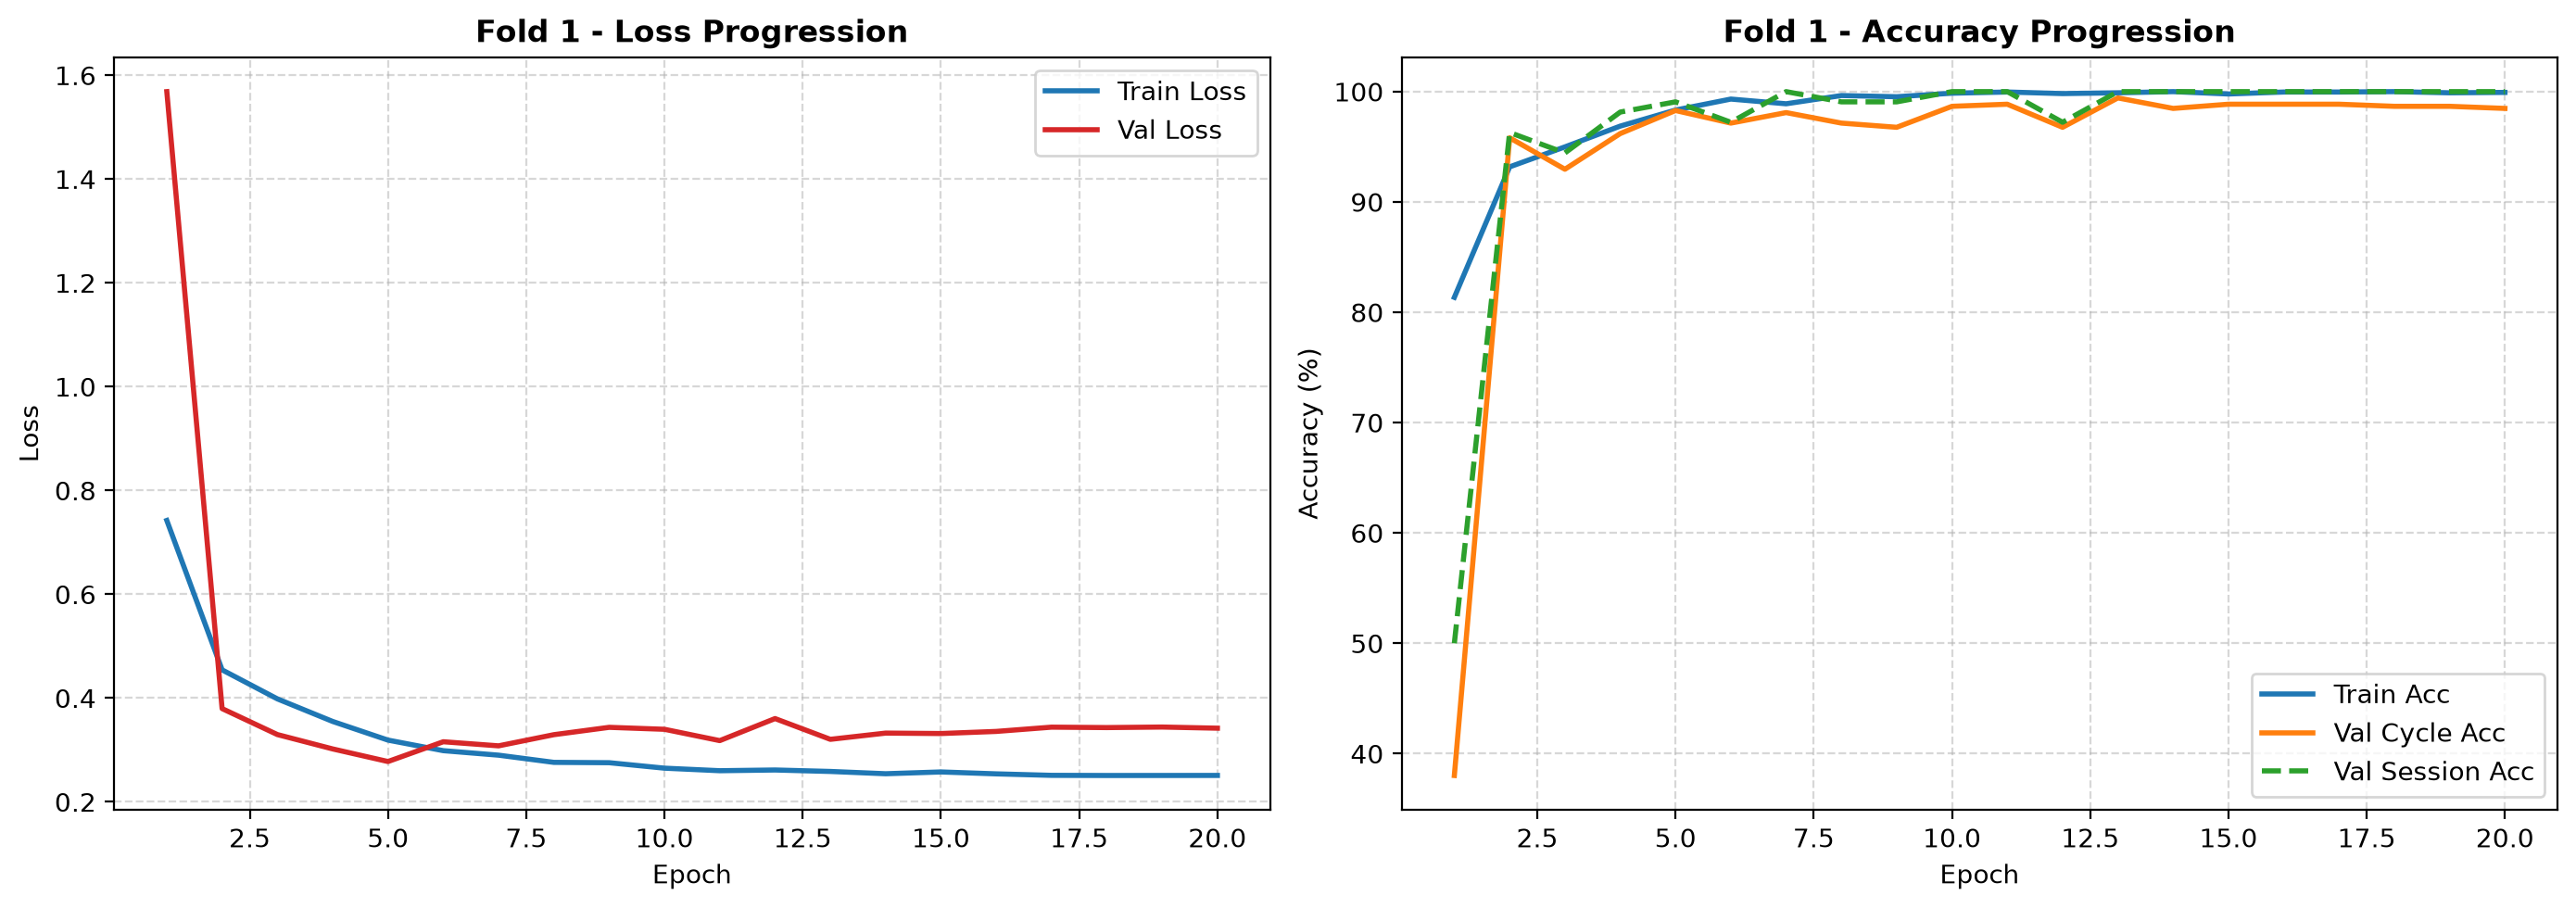 Fold 1 - Loss Progression
1.6
1.4
1.2
1.0
0.8
0.6
0.4
0.2
Loss
Train Loss
Val Loss
2.5 5.0 7.5 10.0 12.5 15.0 17.5 20.0
Epoch
Fold 1 - Accuracy Progression
100
90
80
70
60
50
40
Accuracy (%)
Train Acc
Val Cycle Acc
Val Session Acc
2.5 5.0 7.5 10.0 12.5 15.0 17.5 20.0
Epoch